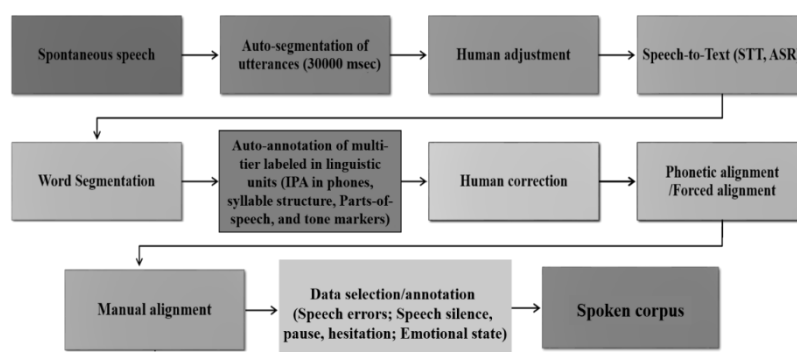 Spontaneous speech
Auto-segmentation of
utterances (30000 msec)
Human adjustment
Speech-to-Text (STT, ASR
Word Segmentation
Auto-annotation of multi-
tier labeled in linguistic
units (IPA in phones,
syllable structure, Parts-of-
speech, and tone markers)
Human correction
Phonetic alignment
/Forced alignment
Manual alignment
Data selection/annotation
(Speech errors; Speech silence,
pause, hesitation; Emotional state)
Spoken corpus